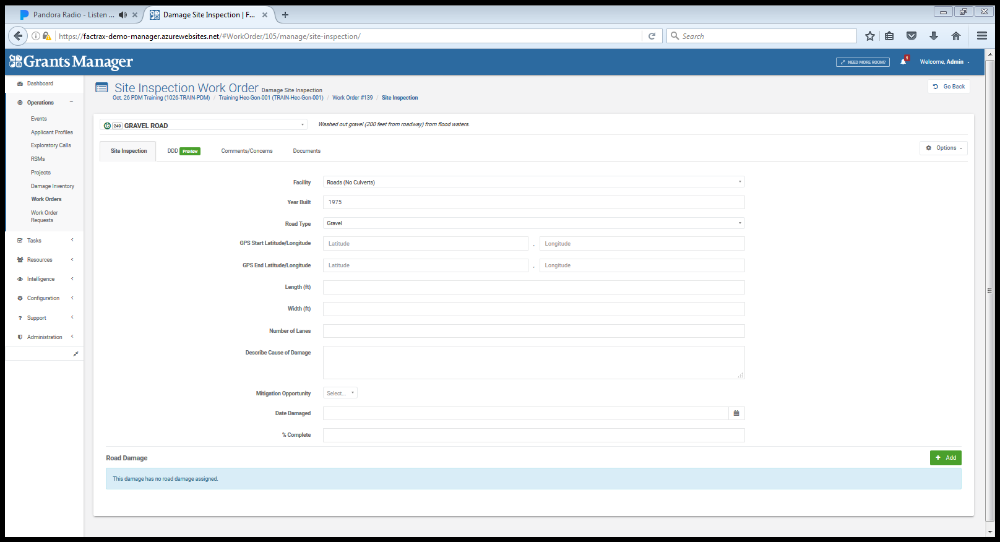 Pandora Radio - Listen ...
Damage Site Inspection | F...
https://factrax-demo-manager.azurewebsites.net/#WorkOrder/105/manage/site-inspection/
Search
Grants Manager
NEED MORE ROOM?
1
Welcome, Admin
Dashboard
Operations
Events
Applicant Profiles
Exploratory Calls
RSMs
Projects
Damage Inventory
Work Orders
Work Order
Requests
Tasks
Resources
Intelligence
Configuration
Support
Administration
Site Inspection Work Order Damage Site Inspection
Go Back
Oct. 26 PDM Training (1026-TRAIN-PDM) / Training Hec-Gon-001 (TRAIN-Hec-Gon-001) / Work Order #139 / Site Inspection
C 249 GRAVEL ROAD
Washed out gravel (200 feet from roadway) from flood waters.
Site Inspection
DDD Preview
Comments/Concerns
Documents
Options
Facility
Roads (No Culverts)
Year Built
1975
Road Type
Gravel
GPS Start Latitude/Longitude
Latitude , Longitude
GPS End Latitude/Longitude
Latitude , Longitude
Length (ft)
Width (ft)
Number of Lanes
Describe Cause of Damage
Mitigation Opportunity
Select...
Date Damaged
% Complete
Road Damage
+ Add
This damage has no road damage assigned.